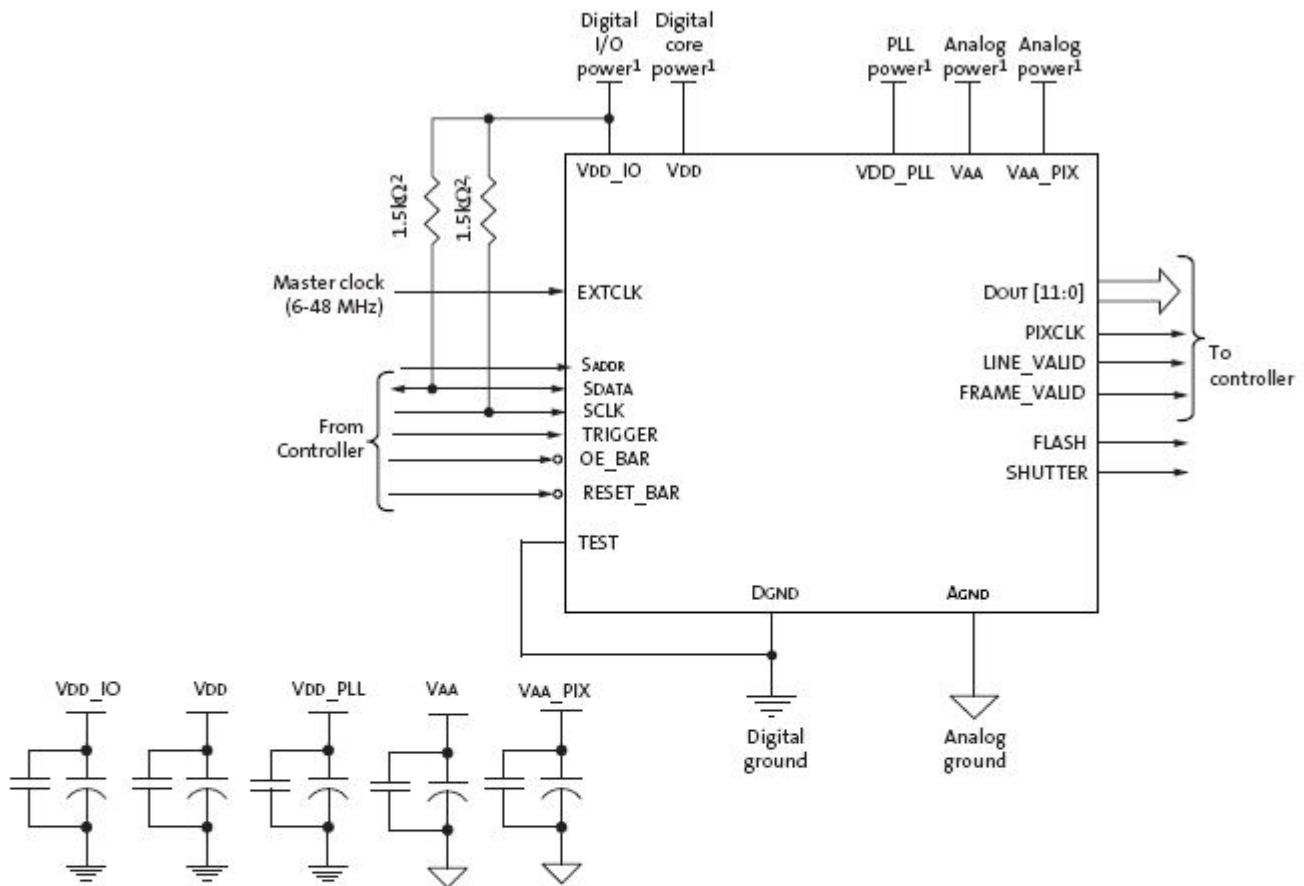 Digital
I/O
power¹
Digital
core
power¹
PLL
power¹
Analog
power¹
Analog
power¹
VDD_IO
VDD
VDD_PLL
VAA
VAA_PIX
1.5kΩ²
1.5kΩ²,
Master clock
(6-48 MHz)
EXTCLK
DOUT [11:0]
PIXCLK
LINE_VALID
FRAME_VALID
To
controller
SADDR
SDATA
SCLK
TRIGGER
OE_BAR
RESET_BAR
From
Controller
FLASH
SHUTTER
TEST
DGND
AGND
Digital
ground
Analog
ground
VDD_IO
VDD
VDD_PLL
VAA
VAA_PIX